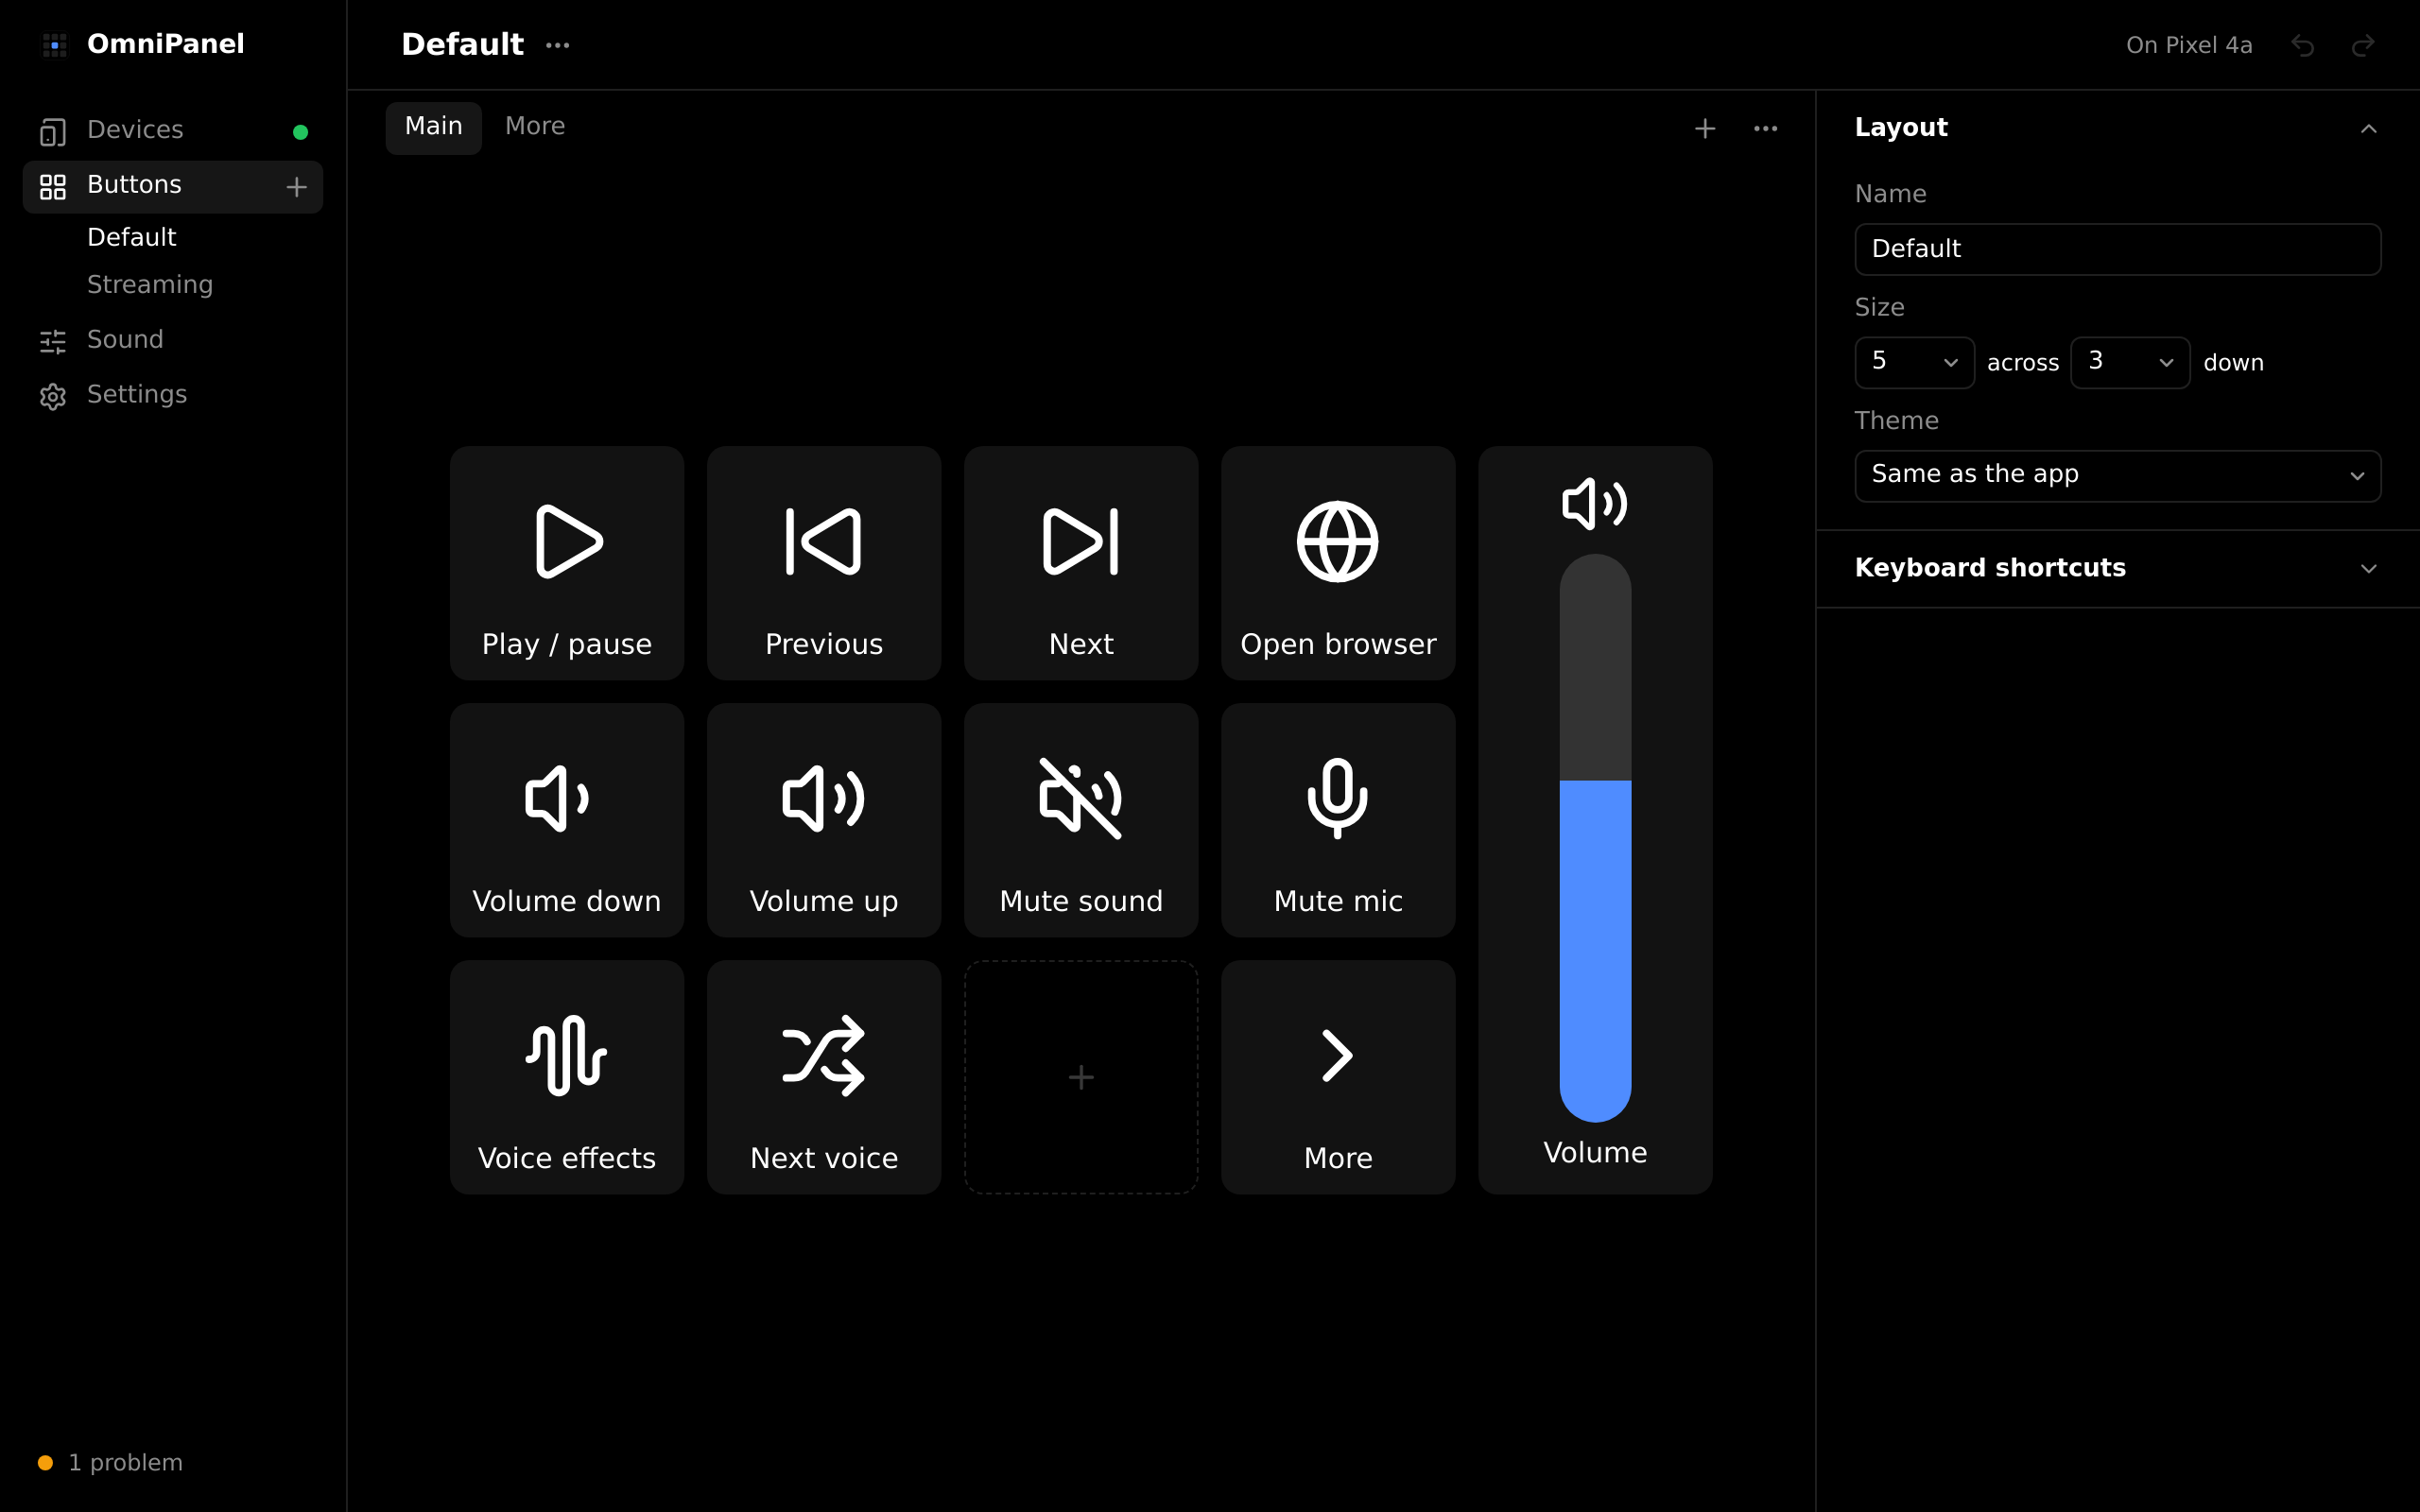 OmniPanel
Devices
Buttons
Default
Streaming
Sound
Settings
1 problem
Default
On Pixel 4a
Main
More
Play / pause
Previous
Next
Open browser
Volume down
Volume up
Mute sound
Mute mic
Voice effects
Next voice
More
Volume
Layout
Name
Default
Size
5 across 3 down
Theme
Same as the app
Keyboard shortcuts